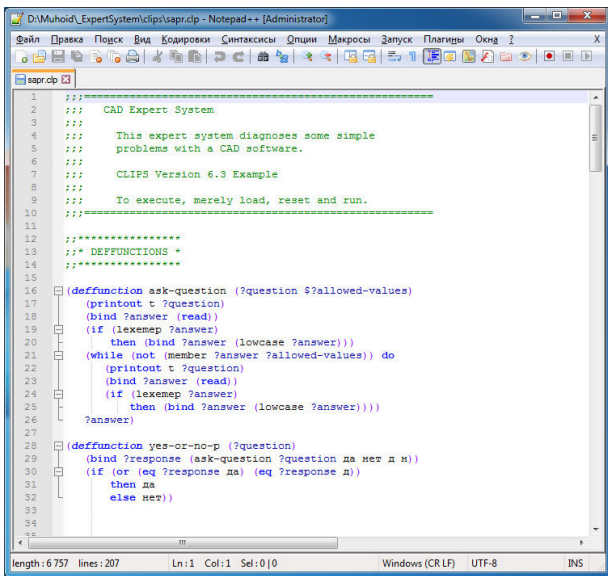 D:\Muhoid\_ExpertSystem\clips\sapr.clp - Notepad++ [Administrator]
Файл Правка Поиск Вид Кодировки Синтаксисы Опции Макросы Запуск Плагины Окна ? X
sapr.clp
1 ;;;======================================================
2 ;;; CAD Expert System
3 ;;;
4 ;;; This expert system diagnoses some simple
5 ;;; problems with a CAD software.
6 ;;;
7 ;;; CLIPS Version 6.3 Example
8 ;;;
9 ;;; To execute, merely load, reset and run.
10 ;;;======================================================
11
12 ;;****************
13 ;;* DEFFUNCTIONS *
14 ;;****************
15
16 (deffunction ask-question (?question $?allowed-values)
17 (printout t ?question)
18 (bind ?answer (read))
19 (if (lexemep ?answer)
20 then (bind ?answer (lowcase ?answer)))
21 (while (not (member ?answer ?allowed-values)) do
22 (printout t ?question)
23 (bind ?answer (read))
24 (if (lexemep ?answer)
25 then (bind ?answer (lowcase ?answer))))
26 ?answer)
27
28 (deffunction yes-or-no-p (?question)
29 (bind ?response (ask-question ?question да нет д н))
30 (if (or (eq ?response да) (eq ?response д))
31 then да
32 else нет))
33
34
35
length : 6 757 lines : 207 Ln : 1 Col : 1 Sel : 0 | 0 Windows (CR LF) UTF-8 INS